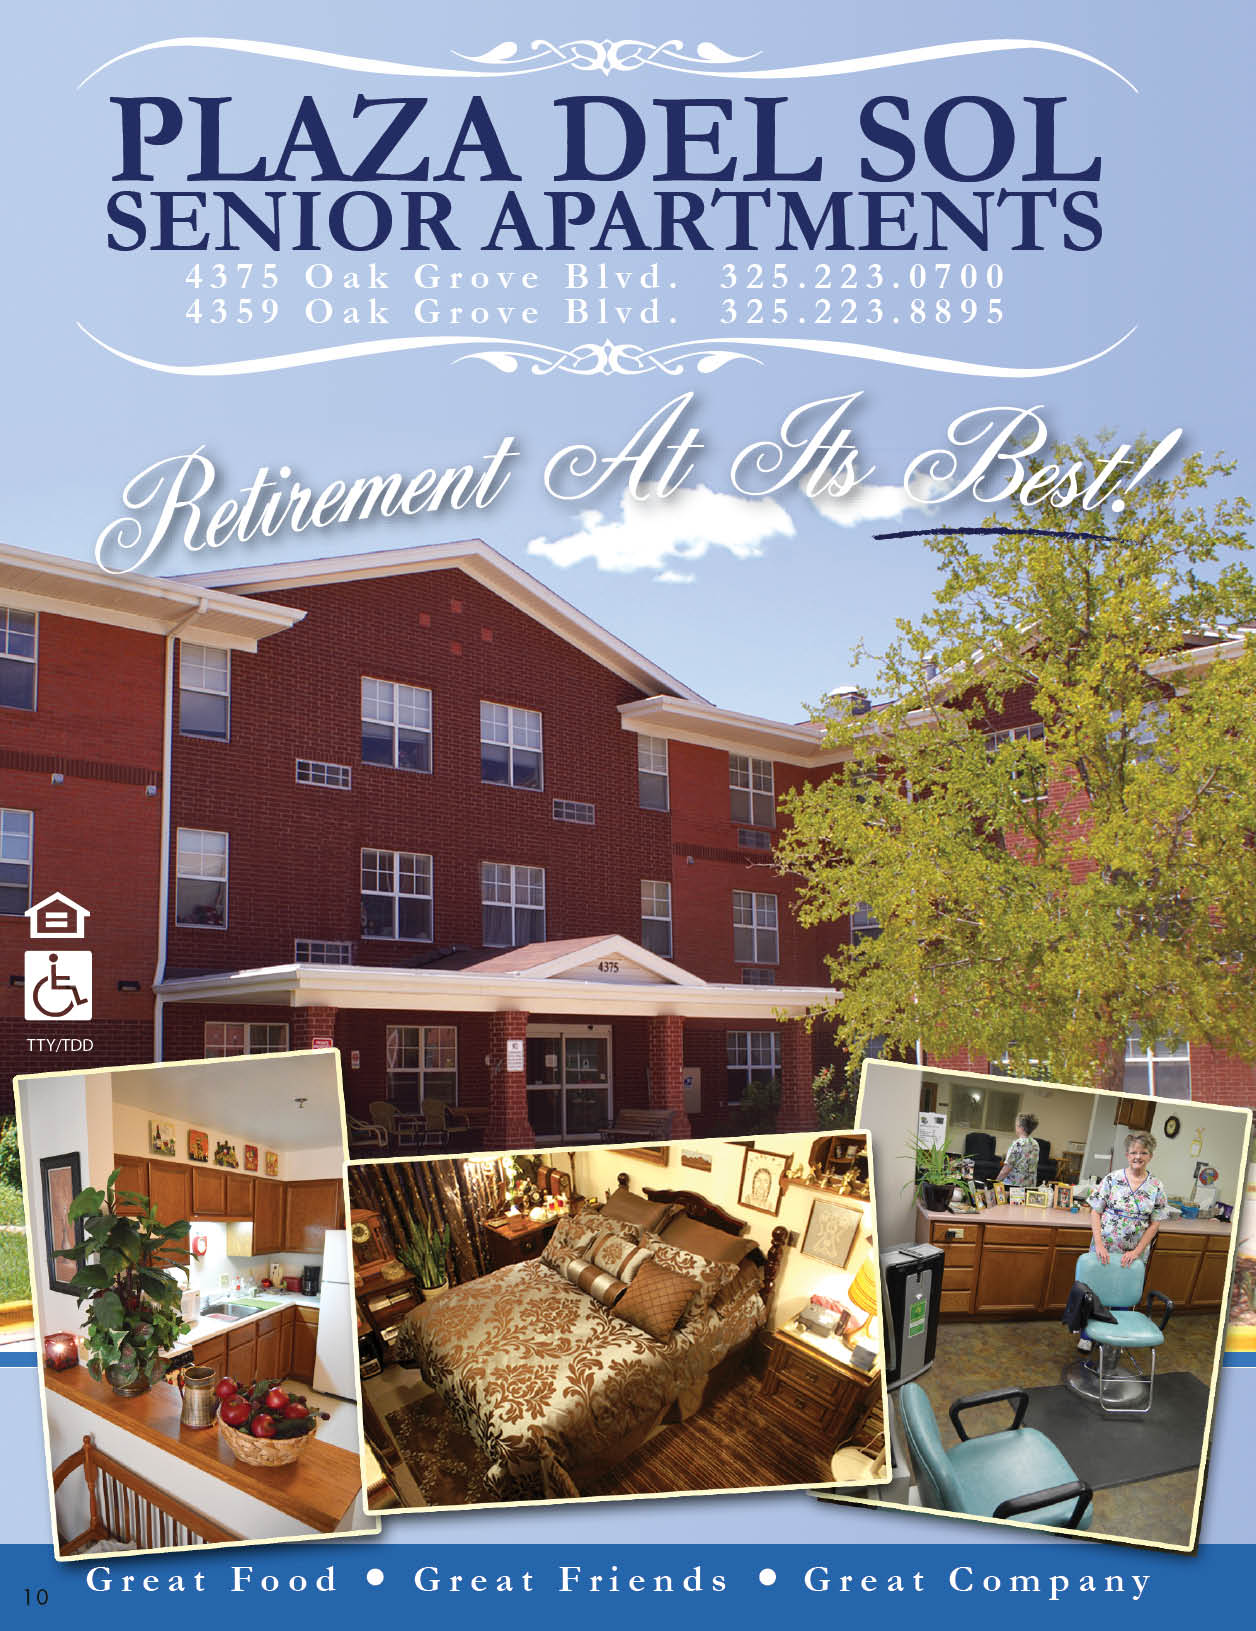 PLAZA DEL SOL
SENIOR APARTMENTS
4375 Oak Grove Blvd. 325.223.0700
4359 Oak Grove Blvd. 325.223.8895
Retirement At Its Best!
4375
TTY/TDD
Great Food • Great Friends • Great Company
10